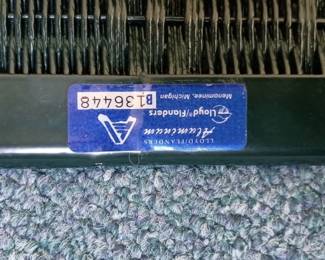 LLOYD/FLANDERS
Aluminum
Lloyd/Flanders
Menominee, Michigan
B136448